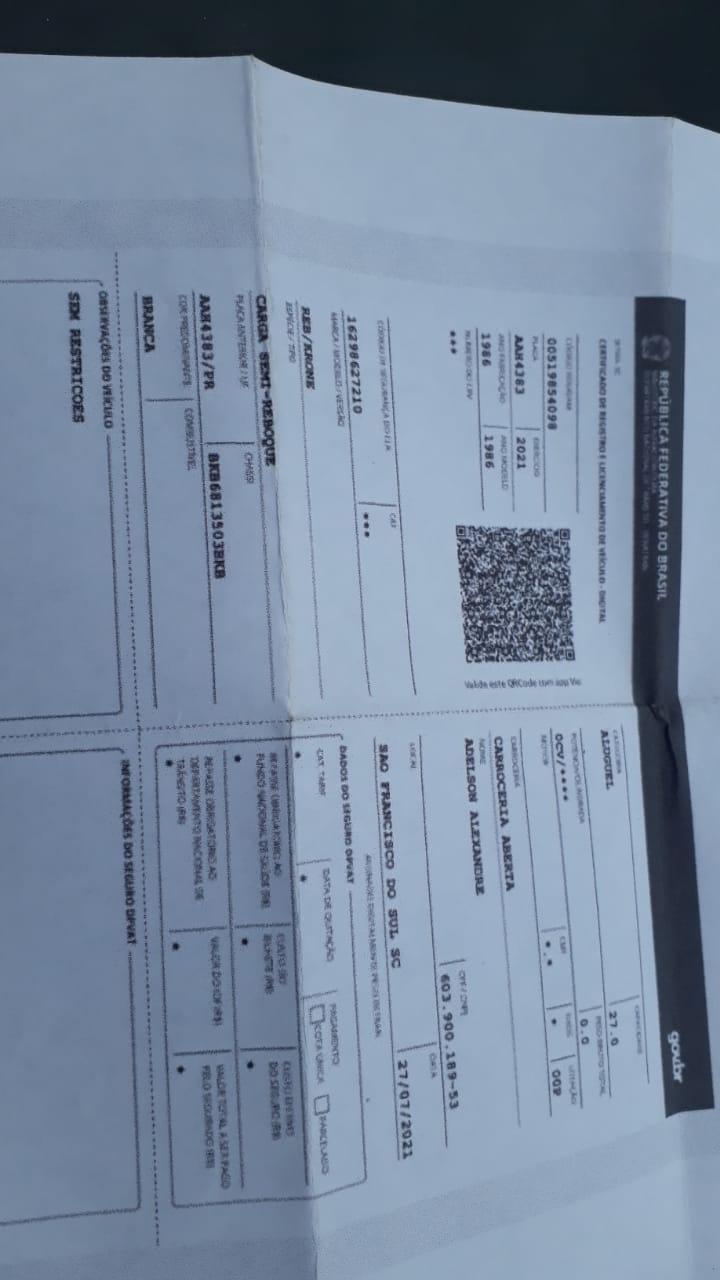 REPÚBLICA FEDERATIVA DO BRASIL
gov.br
CERTIFICADO DE REGISTRO E LICENCIAMENTO DE VEÍCULO - DIGITAL
CÓDIGO RENAVAM
00519854098
PLACA EXERCÍCIO
AAH4383 2021
ANO FABRICAÇÃO ANO MODELO
1986 1986
NÚMERO DO CRV
***
Valide este QRCode com app Vio
CÓDIGO DE SEGURANÇA DO CLA CAT
16298627210 ***
MARCA / MODELO / VERSÃO
REB/KRONE
ESPÉCIE / TIPO
CARGA SEMI-REBOQUE
PLACA ANTERIOR / UF CHASSI
AAH4383/PR BKB6813503BKB
COR PREDOMINANTE COMBUSTÍVEL
BRANCA
OBSERVAÇÕES DO VEÍCULO
SEM RESTRICOES
CATEGORIA CAPACIDADE
ALUGUEL 27.0
POTÊNCIA/CILINDRADA PESO BRUTO TOTAL
0CV/**** 0.0
MOTOR CMT EIXOS LOTAÇÃO
*.* * 00P
CARROCERIA
CARROCERIA ABERTA
NOME
ADELSON ALEXANDRE
CPF / CNPJ
603.900.189-53
LOCAL DATA
SAO FRANCISCO DO SUL SC 27/07/2021
ASSINADO DIGITALMENTE PELO DETRAN
DADOS DO SEGURO DPVAT
CAT. TARIF DATA DE QUITAÇÃO PAGAMENTO
* * COTA ÚNICA PARCELADO
REPASSE OBRIGATÓRIO AO FUNDO NACIONAL DE SAÚDE (R$) CUSTO DO BILHETE (R$) CUSTO EFETIVO DO SEGURO (R$)
* * *
REPASSE OBRIGATÓRIO AO DEPARTAMENTO NACIONAL DE TRÂNSITO (R$) VALOR DO IOF (R$) VALOR TOTAL A SER PAGO PELO SEGURADO (R$)
* * *
INFORMAÇÕES DO SEGURO DPVAT